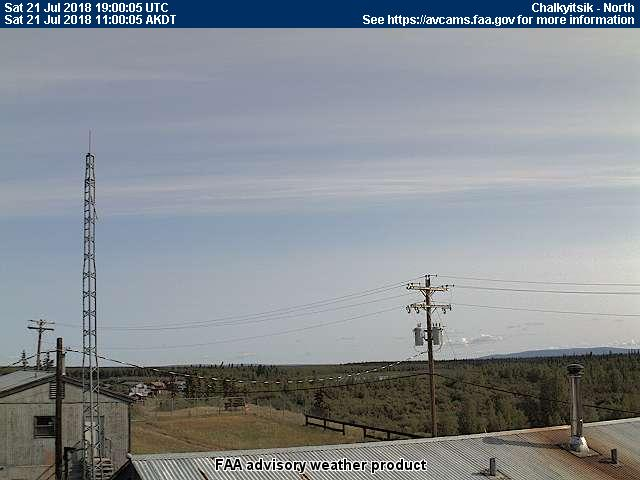 Sat 21 Jul 2018 19:00:05 UTC
Chalkyitsik - North
Sat 21 Jul 2018 11:00:05 AKDT
See https://avcams.faa.gov for more information
FAA advisory weather product